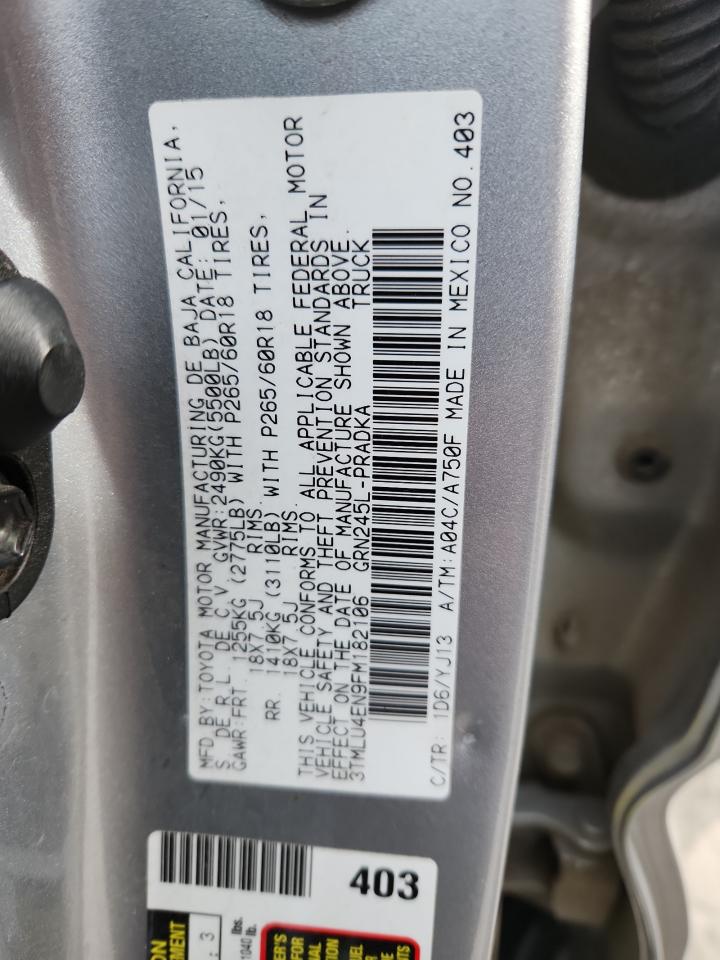 MFD.BY:TOYOTA MOTOR MANUFACTURING DE BAJA CALIFORNIA,
S. DE R.L. DE C.V. GVWR:2490KG(5500LB) DATE: 01/15
GAWR:FRT. 1255KG (2775LB) WITH P265/60R18 TIRES,
18X7.5J RIMS.
RR. 1410KG (3110LB) WITH P265/60R18 TIRES,
18X7.5J RIMS.
THIS VEHICLE CONFORMS TO ALL APPLICABLE FEDERAL MOTOR
VEHICLE SAFETY AND THEFT PREVENTION STANDARDS IN
EFFECT ON THE DATE OF MANUFACTURE SHOWN ABOVE.
3TMLU4EN9FM182106 GRN245L-PRADKA TRUCK
C/TR: 1D6/YJ13 A/TM:A04C/A750F MADE IN MEXICO NO.403
403
3
lbs.
1040 lb.